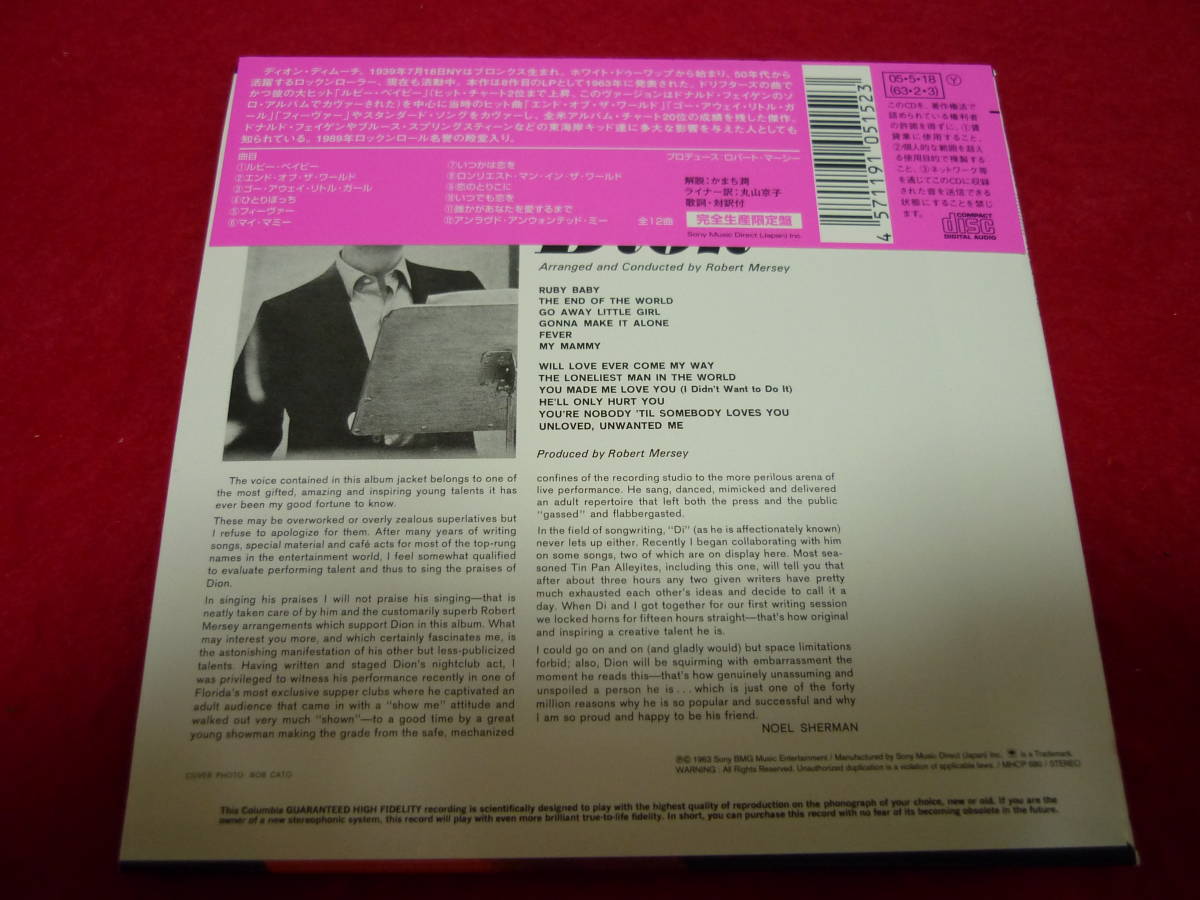 ディオン・ディムーチ。1939年7月18日NYはブロンクス生まれ。ホワイト・ドゥーワップから始まり、50年代から
活躍するロックンローラー。現在も活動中。本作は8作目のLPとして1963年に発表された。ドリフターズの曲で
かつ彼の大ヒット「ルビー・ベイビー」(ヒット・チャート2位まで上昇。このヴァージョンはドナルド・フェイゲンのソ
ロ・アルバムでカヴァーされた)を中心に当時のヒット曲「エンド・オブ・ザ・ワールド」「ゴー・アウェイ・リトル・ガ
ール」「フィーヴァー」やスタンダード・ソングをカヴァーし、全米アルバム・チャート20位の成績を残した傑作。
ドナルド・フェイゲンやブルース・スプリングスティーンなどの東海岸キッド達に多大な影響を与えた人としても
知られている。1989年ロックンロール名誉の殿堂入り。
曲目
①ルビー・ベイビー
②エンド・オブ・ザ・ワールド
③ゴー・アウェイ・リトル・ガール
④ひとりぼっち
⑤フィーヴァー
⑥マイ・マミー
⑦いつかは恋を
⑧ロンリエスト・マン・イン・ザ・ワールド
⑨恋のとりこに
⑩いつでも恋を
⑪誰かがあなたを愛するまで
⑫アンラヴド・アンウォンテッド・ミー
全12曲
プロデュース:ロバート・マーシー
解説:かまち潤
ライナー訳:丸山京子
歌詞・対訳付
完全生産限定盤
Sony Music Direct (Japan) Inc.
4 571191 051523
05・5・18
(63・2・3)
Y
このCDを、著作権法で
認められている権利者
の許諾を得ずに、①賃
貸業に使用すること、
②個人的な範囲を超え
る使用目的で複製する
こと、③ネットワーク等
を通じてこのCDに収録
された音を送信できる
状態にすることを禁じ
ます。
COMPACT
disc
DIGITAL AUDIO
Dion
Arranged and Conducted by Robert Mersey
RUBY BABY
THE END OF THE WORLD
GO AWAY LITTLE GIRL
GONNA MAKE IT ALONE
FEVER
MY MAMMY
WILL LOVE EVER COME MY WAY
THE LONELIEST MAN IN THE WORLD
YOU MADE ME LOVE YOU (I Didn't Want to Do It)
HE'LL ONLY HURT YOU
YOU'RE NOBODY 'TIL SOMEBODY LOVES YOU
UNLOVED, UNWANTED ME
Produced by Robert Mersey
The voice contained in this album jacket belongs to one of
the most gifted, amazing and inspiring young talents it has
ever been my good fortune to know.
These may be overworked or overly zealous superlatives but
I refuse to apologize for them. After many years of writing
songs, special material and café acts for most of the top-rung
names in the entertainment world, I feel somewhat qualified
to evaluate performing talent and thus to sing the praises of
Dion.
In singing his praises I will not praise his singing—that is
neatly taken care of by him and the customarily superb Robert
Mersey arrangements which support Dion in this album. What
may interest you more, and which certainly fascinates me, is
the astonishing manifestation of his other but less-publicized
talents. Having written and staged Dion's nightclub act, I
was privileged to witness his performance recently in one of
Florida's most exclusive supper clubs where he captivated an
adult audience that came in with a "show me" attitude and
walked out very much "shown"—to a good time by a great
young showman making the grade from the safe, mechanized
confines of the recording studio to the more perilous arena of
live performance. He sang, danced, mimicked and delivered
an adult repertoire that left both the press and the public
"gassed" and flabbergasted.
In the field of songwriting, "Di" (as he is affectionately known)
never lets up either. Recently I began collaborating with him
on some songs, two of which are on display here. Most sea-
soned Tin Pan Alleyites, including this one, will tell you that
after about three hours any two given writers have pretty
much exhausted each other's ideas and decide to call it a
day. When Di and I got together for our first writing session
we locked horns for fifteen hours straight—that's how original
and inspiring a creative talent he is.
I could go on and on (and gladly would) but space limitations
forbid; also, Dion will be squirming with embarrassment the
moment he reads this—that's how genuinely unassuming and
unspoiled a person he is ... which is just one of the forty
million reasons why he is so popular and successful and why
I am so proud and happy to be his friend.
NOEL SHERMAN
COVER PHOTO: BOB CATO
℗© 1963 Sony BMG Music Entertainment / Manufactured by Sony Music Direct (Japan) Inc. is a Trademark.
WARNING : All Rights Reserved. Unauthorized duplication is a violation of applicable laws. / MHCP 680 / STEREO
This Columbia GUARANTEED HIGH FIDELITY recording is scientifically designed to play with the highest quality of reproduction on the phonograph of your choice, new or old. If you are the
owner of a new stereophonic system, this record will play with even more brilliant true-to-life fidelity. In short, you can purchase this record with no fear of its becoming obsolete in the future.